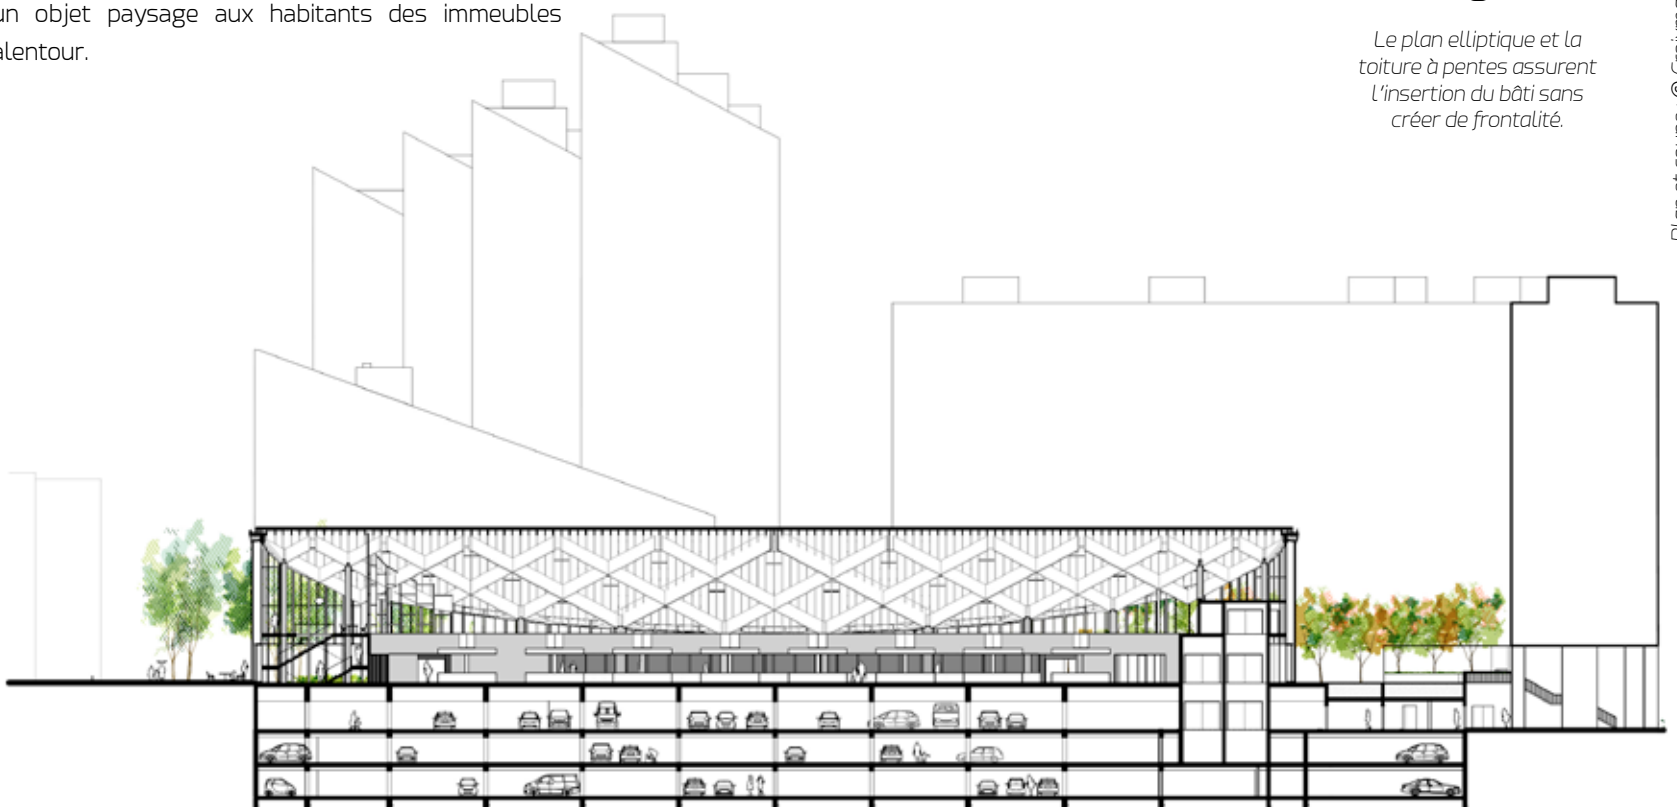 un objet paysage aux habitants des immeubles
alentour.
Le plan elliptique et la
toiture à pentes assurent
l'insertion du bâti sans
créer de frontalité.